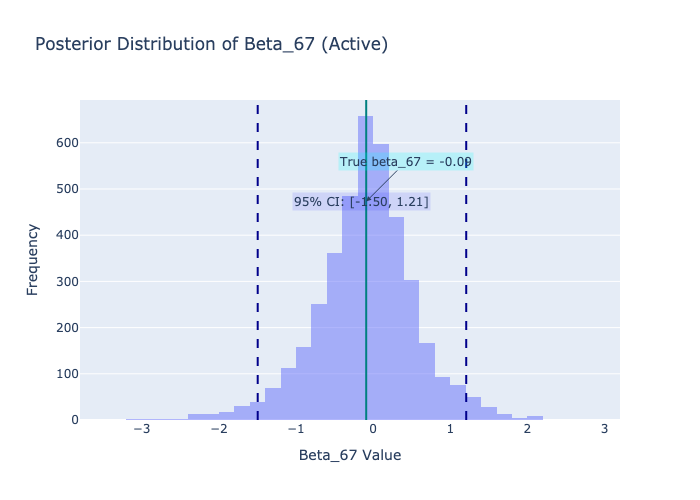 Posterior Distribution of Beta_67 (Active)
True beta_67 = -0.09
95% CI: [-1.50, 1.21]
Frequency
600
500
400
300
200
100
0
−3
−2
−1
0
1
2
3
Beta_67 Value